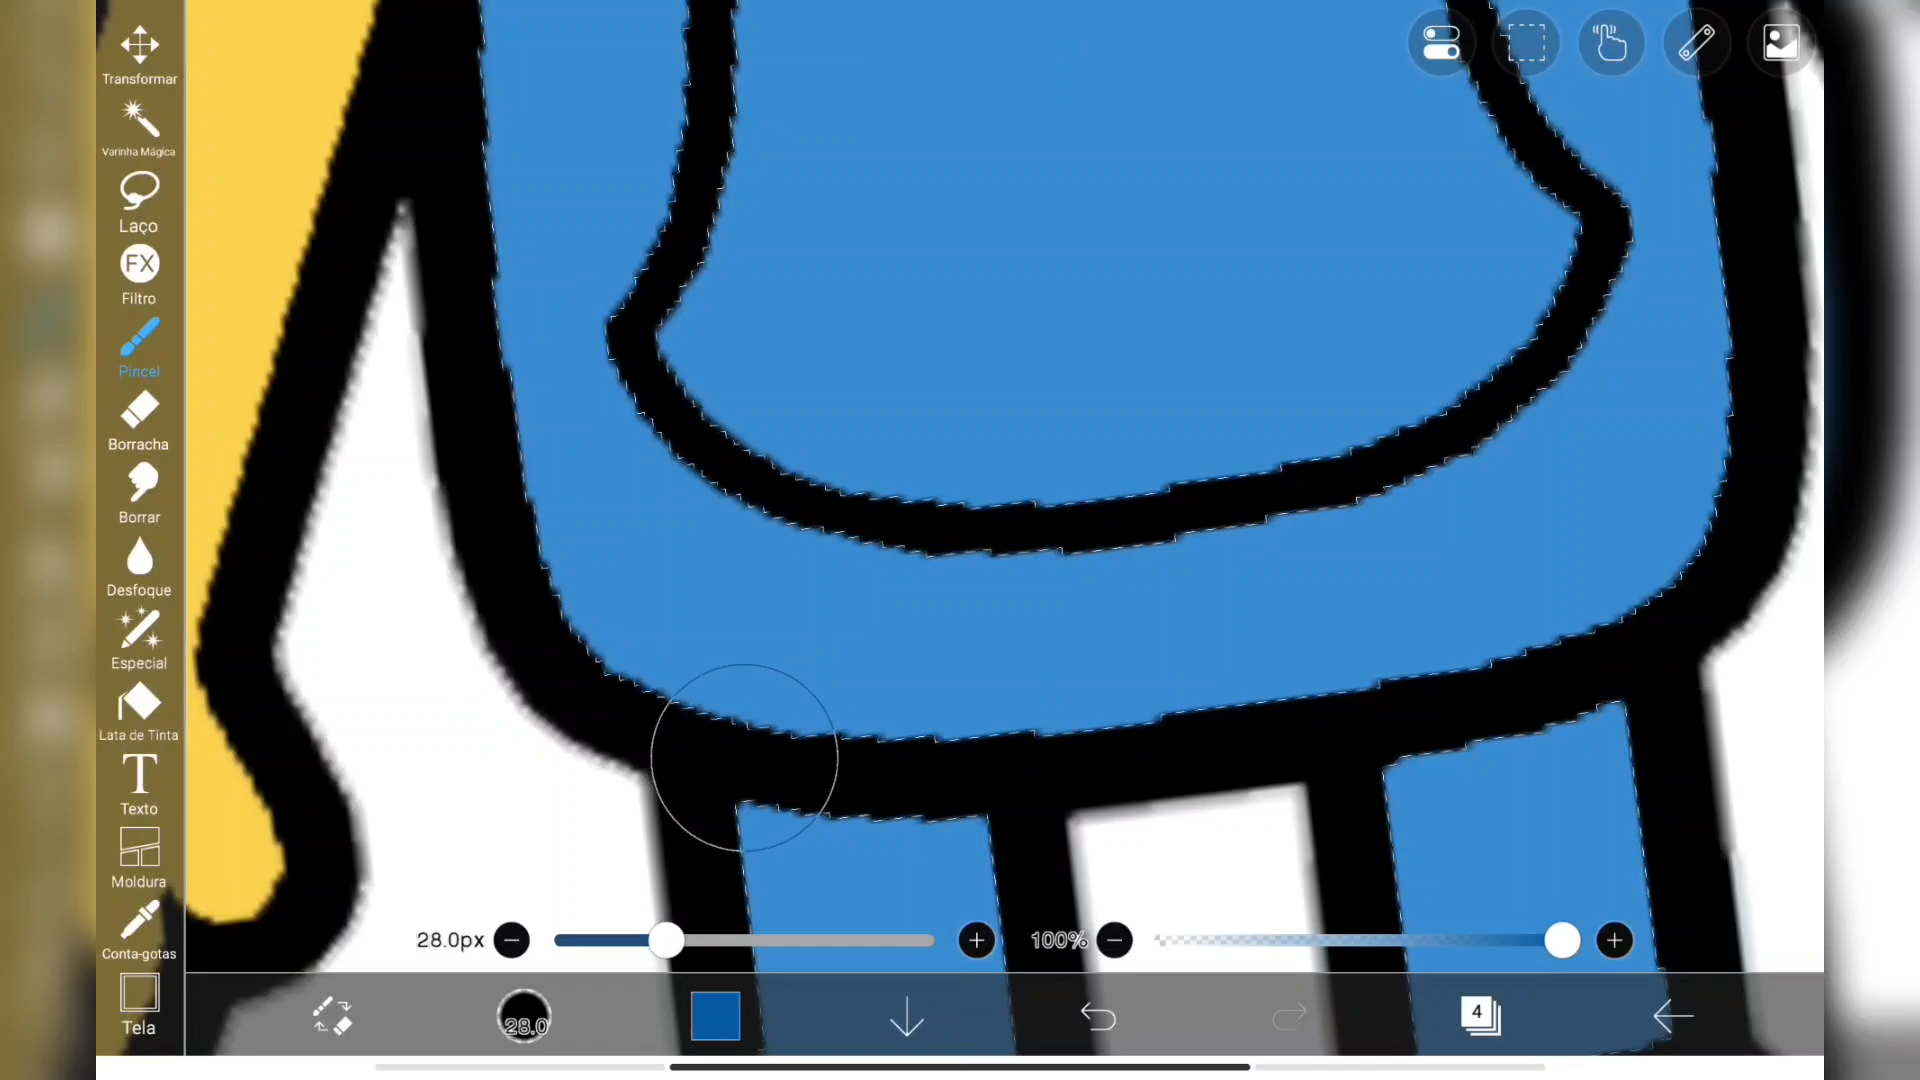 Transformar
Varinha Mágica
Laço
FX
Filtro
Pincel
Borracha
Borrar
Desfoque
Especial
Lata de Tinta
T
Texto
Moldura
Conta-gotas
Tela
28.0px
100%
28.0
4